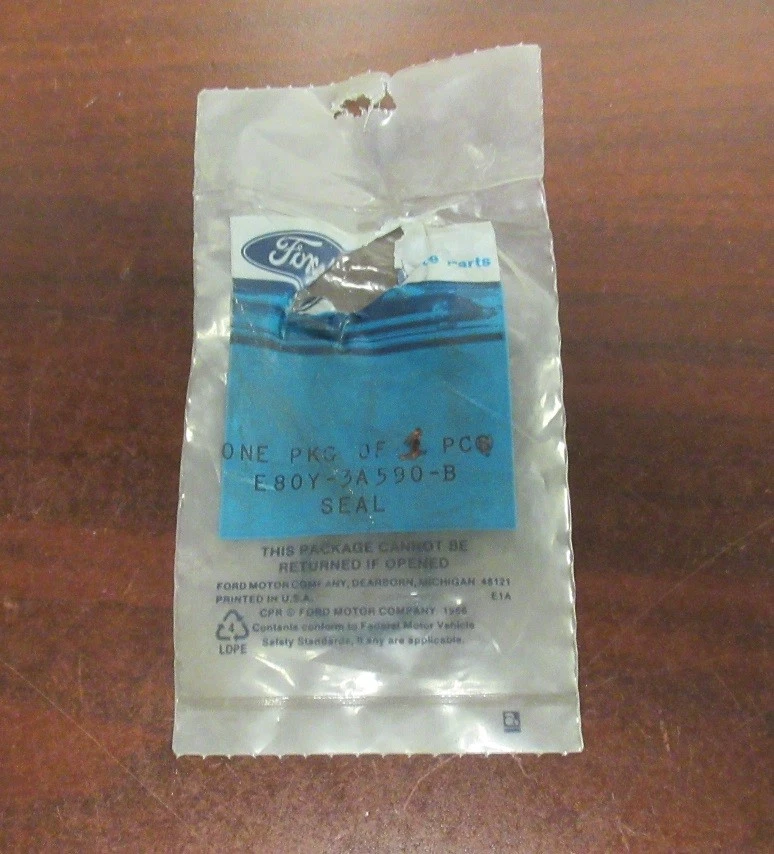 Ford
Parts
ONE PKG OF 1 PC
E80Y-3A590-B
SEAL
THIS PACKAGE CANNOT BE
RETURNED IF OPENED
FORD MOTOR COMPANY, DEARBORN, MICHIGAN 48121
PRINTED IN U.S.A. E1A
CPR © FORD MOTOR COMPANY 1986
4 Contents conform to Federal Motor Vehicle
LDPE Safety Standards, if any are applicable.